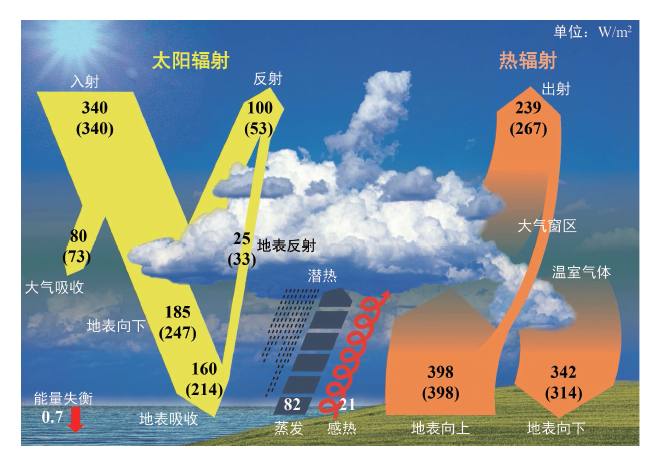 单位：W/m²
太阳辐射
热辐射
入射
340
(340)
反射
100
(53)
出射
239
(267)
80
(73)
大气吸收
25
(33)
地表反射
大气窗区
潜热
温室气体
地表向下
185
(247)
160
(214)
地表吸收
398
(398)
地表向上
342
(314)
地表向下
能量失衡
0.7
82
蒸发
21
感热